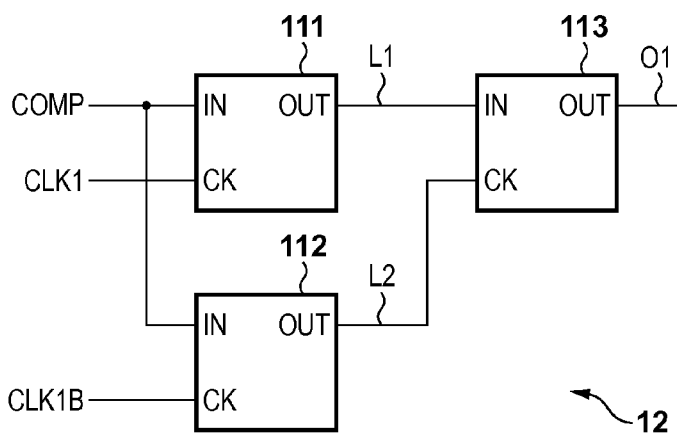 111
L1
113
O1
COMP
IN
OUT
IN
OUT
CLK1
CK
CK
112
L2
IN
OUT
CLK1B
CK
12